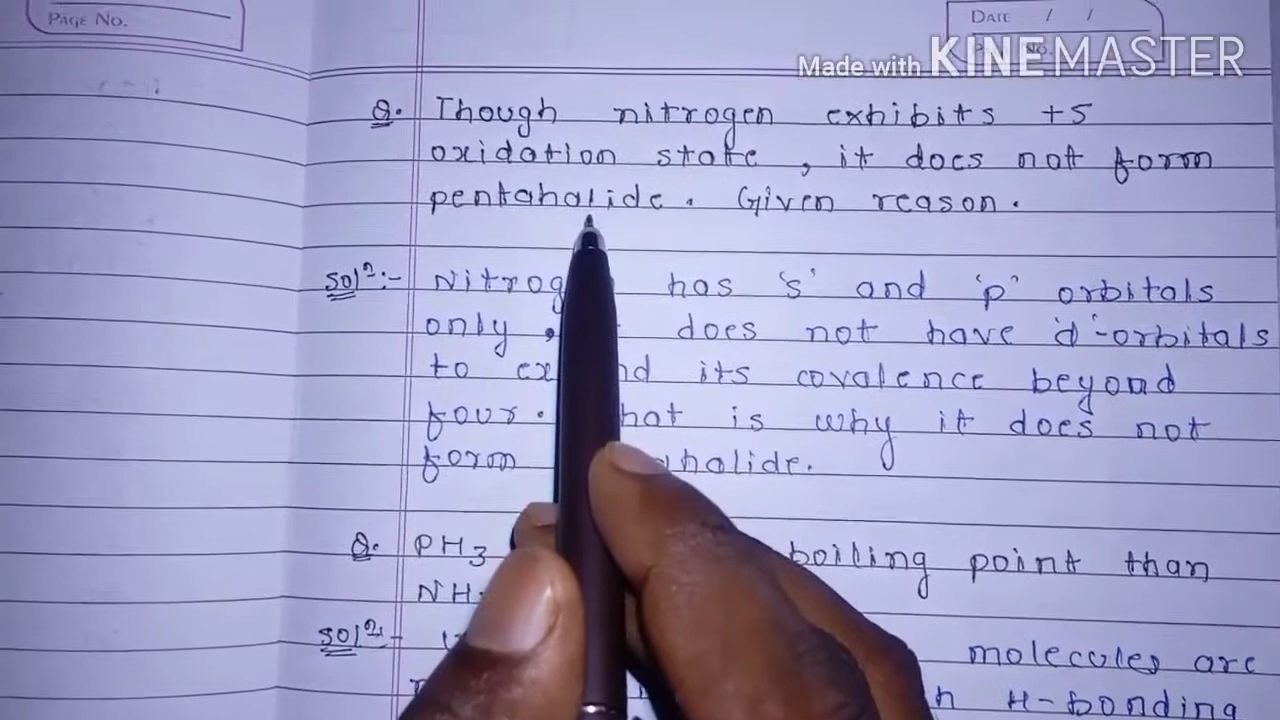 PAGE NO.
DATE / /
Made with KINEMASTER
Q. Though nitrogen exhibits +5
oxidation state, it does not form
pentahalide. Given reason.
Solⁿ:- Nitrog has 's' and 'p' orbitals
only, does not have 'd'-orbitals
to ex nd its covalence beyond
four. hat is why it does not
form ahalide.
Q. PH3 boiling point than
NH
Solⁿ:- molecules are
n H-bonding